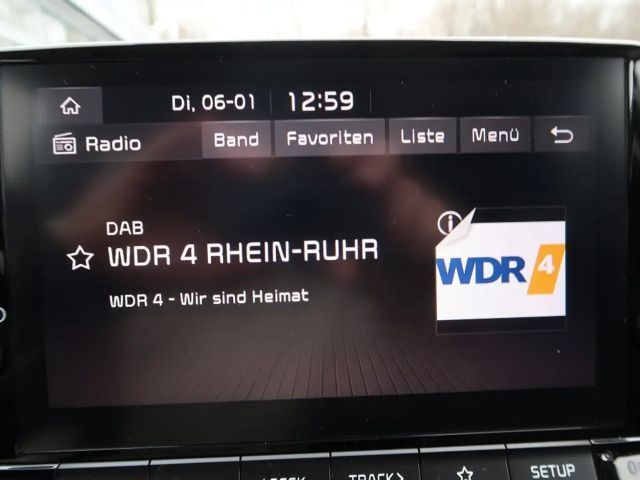 Di, 06-01 12:59
Radio Band Favoriten Liste Menü
DAB
WDR 4 RHEIN-RUHR
WDR 4 - Wir sind Heimat
i
WDR 4
TRACK SETUP